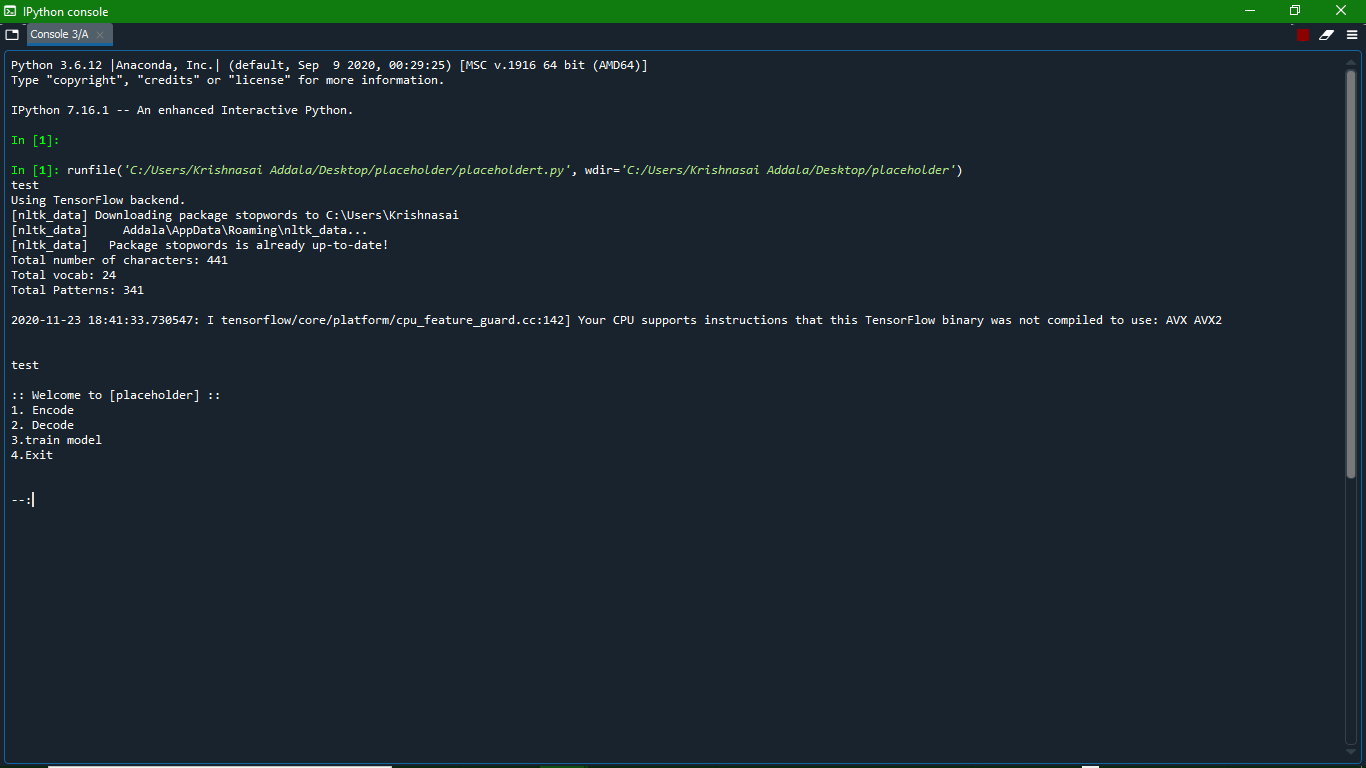 IPython console
Console 3/A
Python 3.6.12 |Anaconda, Inc.| (default, Sep  9 2020, 00:29:25) [MSC v.1916 64 bit (AMD64)]
Type "copyright", "credits" or "license" for more information.
IPython 7.16.1 -- An enhanced Interactive Python.
In [1]:
In [1]: runfile('C:/Users/Krishnasai Addala/Desktop/placeholder/placeholdert.py', wdir='C:/Users/Krishnasai Addala/Desktop/placeholder')
test
Using TensorFlow backend.
[nltk_data] Downloading package stopwords to C:\Users\Krishnasai
[nltk_data]     Addala\AppData\Roaming\nltk_data...
[nltk_data]   Package stopwords is already up-to-date!
Total number of characters: 441
Total vocab: 24
Total Patterns: 341
2020-11-23 18:41:33.730547: I tensorflow/core/platform/cpu_feature_guard.cc:142] Your CPU supports instructions that this TensorFlow binary was not compiled to use: AVX AVX2
test
:: Welcome to [placeholder] ::
1. Encode
2. Decode
3.train model
4.Exit
--: